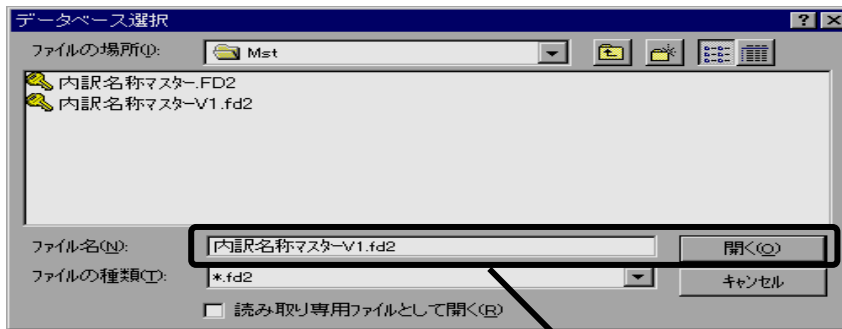 データベース選択
ファイルの場所(I):
Mst
内訳名称マスター.FD2
内訳名称マスターV1.fd2
ファイル名(N):
内訳名称マスターV1.fd2
開く(O)
ファイルの種類(T):
*.fd2
キャンセル
読み取り専用ファイルとして開く(R)